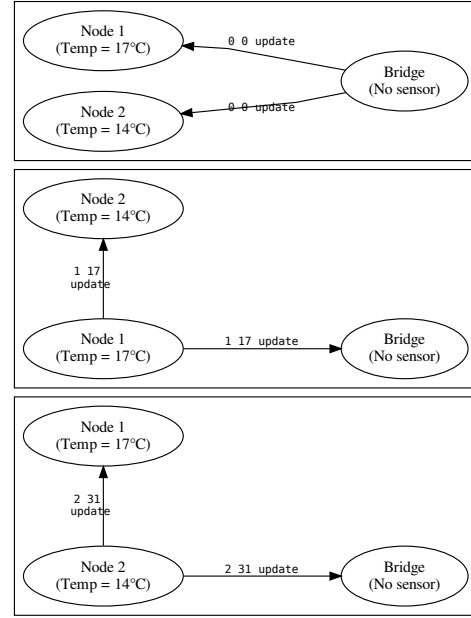 Node 1
(Temp = 17°C)
0 0 update
Bridge
(No sensor)
Node 2
(Temp = 14°C)
0 0 update
Node 2
(Temp = 14°C)
1 17
update
Node 1
(Temp = 17°C)
1 17 update
Bridge
(No sensor)
Node 1
(Temp = 17°C)
2 31
update
Node 2
(Temp = 14°C)
2 31 update
Bridge
(No sensor)